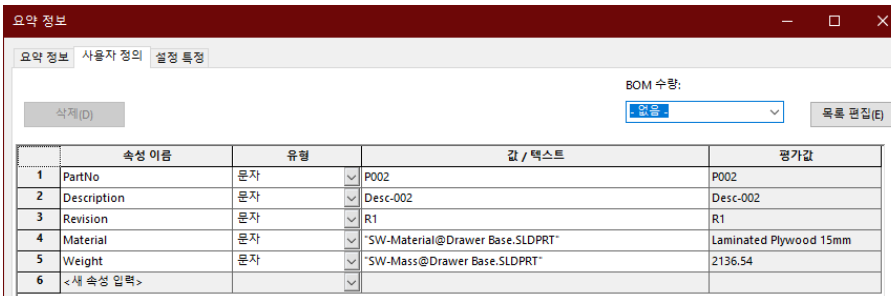 요약 정보
요약 정보 사용자 정의 설정 특정
BOM 수량:
삭제(D) - 없음 - 목록 편집(E)
속성 이름 유형 값 / 텍스트 평가값
1 PartNo 문자 P002 P002
2 Description 문자 Desc-002 Desc-002
3 Revision 문자 R1 R1
4 Material 문자 "SW-Material@Drawer Base.SLDPRT" Laminated Plywood 15mm
5 Weight 문자 "SW-Mass@Drawer Base.SLDPRT" 2136.54
6 <새 속성 입력>